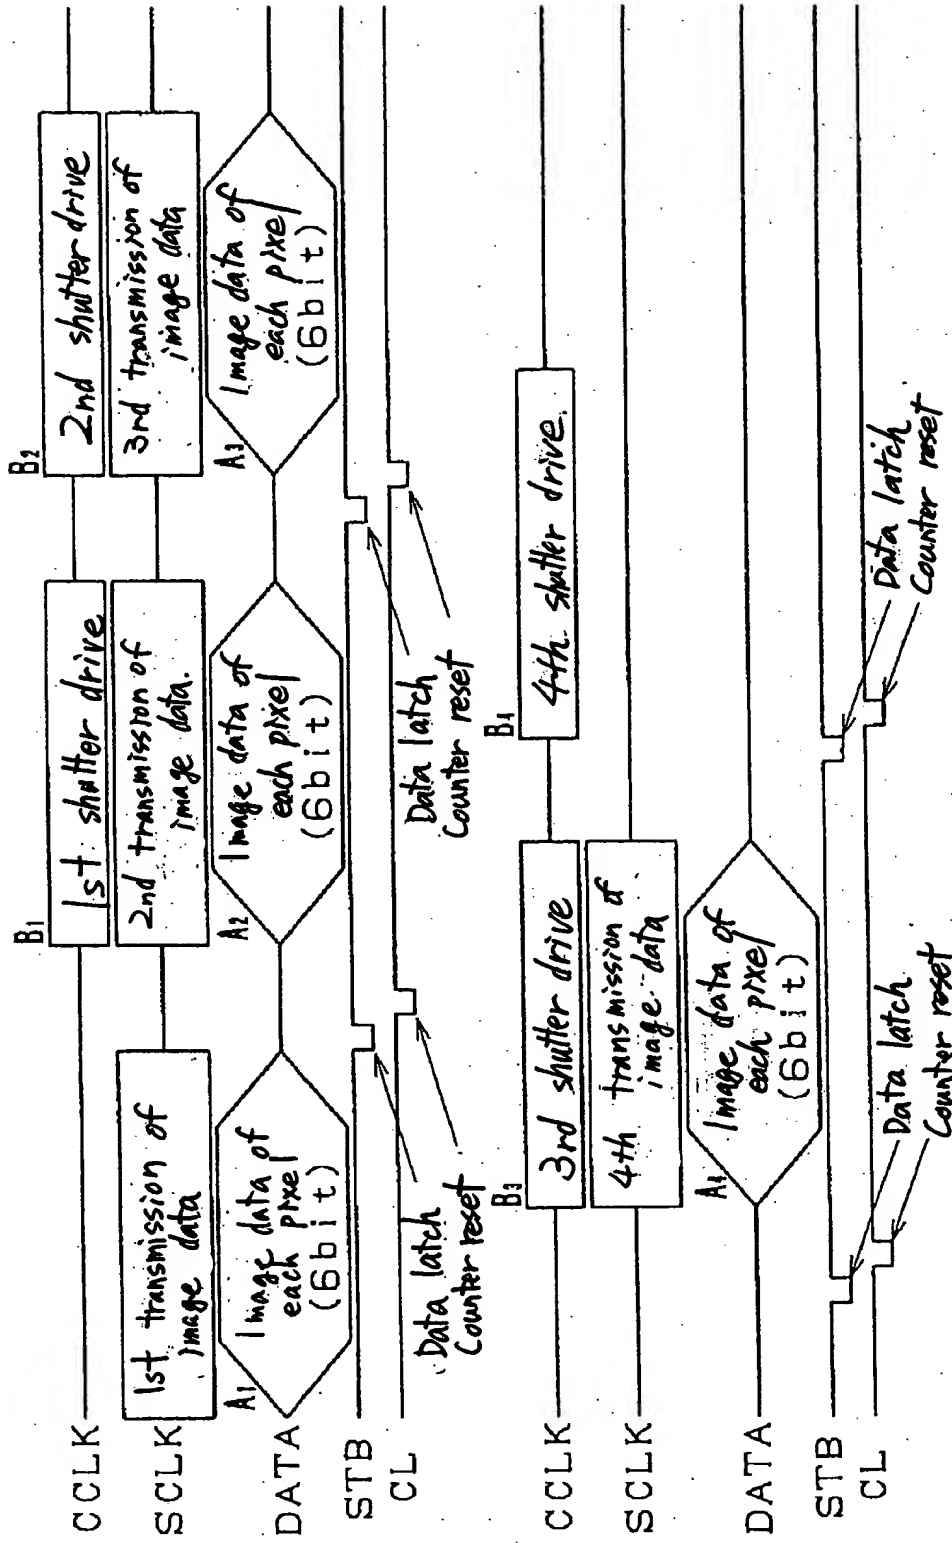 CCLK
B1
1st shutter drive
B2
2nd shutter drive
SCLK
1st transmission of
image data
2nd transmission of
image data.
3rd transmission of
image data
DATA
A1
Image data of
each pixel
(6bit)
A2
Image data of
each pixel
(6bit)
A3
Image data of
each pixel
(6bit)
STB
CL
Data latch
Counter reset
Data latch
Counter reset
CCLK
B3
3rd shutter drive
B4
4th shutter drive.
SCLK
4th transmission of
image data
DATA
A4
Image data of
each pixel
(6bit)
STB
CL
Data latch
Counter reset
Data latch
Counter reset